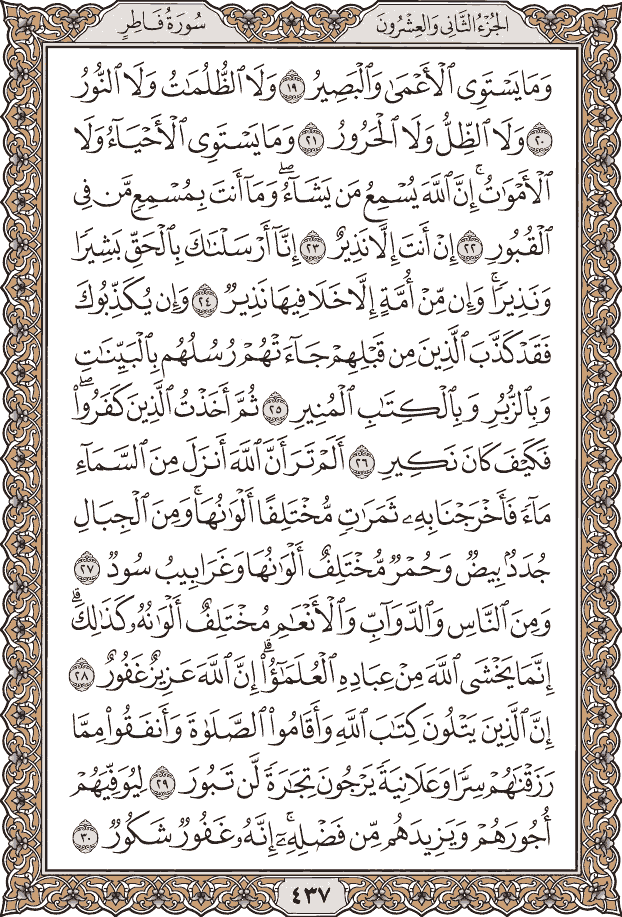 الجُزْءُ الثَّانِي وَالعِشْرُونَ
سُورَةُ فَاطِرٍ
وَمَا يَسْتَوِي ٱلْأَعْمَىٰ وَٱلْبَصِيرُ ١٩ وَلَا ٱلظُّلُمَٰتُ وَلَا ٱلنُّورُ
٢٠ وَلَا ٱلظِّلُّ وَلَا ٱلْحَرُورُ ٢١ وَمَا يَسْتَوِي ٱلْأَحْيَآءُ وَلَا
ٱلْأَمْوَٰتُۚ إِنَّ ٱللَّهَ يُسْمِعُ مَن يَشَآءُۖ وَمَآ أَنتَ بِمُسْمِعٍ مَّن فِي
ٱلْقُبُورِ ٢٢ إِنْ أَنتَ إِلَّا نَذِيرٌ ٢٣ إِنَّآ أَرْسَلْنَٰكَ بِٱلْحَقِّ بَشِيرًا
وَنَذِيرًاۚ وَإِن مِّنْ أُمَّةٍ إِلَّا خَلَا فِيهَا نَذِيرٌ ٢٤ وَإِن يُكَذِّبُوكَ
فَقَدْ كَذَّبَ ٱلَّذِينَ مِن قَبْلِهِمْ جَآءَتْهُمْ رُسُلُهُم بِٱلْبَيِّنَٰتِ
وَبِٱلزُّبُرِ وَبِٱلْكِتَٰبِ ٱلْمُنِيرِ ٢٥ ثُمَّ أَخَذْتُ ٱلَّذِينَ كَفَرُواْۖ
فَكَيْفَ كَانَ نَكِيرِ ٢٦ أَلَمْ تَرَ أَنَّ ٱللَّهَ أَنزَلَ مِنَ ٱلسَّمَآءِ
مَآءً فَأَخْرَجْنَا بِهِۦ ثَمَرَٰتٍ مُّخْتَلِفًا أَلْوَٰنُهَاۚ وَمِنَ ٱلْجِبَالِ
جُدَدٌۢ بِيضٌ وَحُمْرٌ مُّخْتَلِفٌ أَلْوَٰنُهَا وَغَرَابِيبُ سُودٌ ٢٧
وَمِنَ ٱلنَّاسِ وَٱلدَّوَآبِّ وَٱلْأَنْعَٰمِ مُخْتَلِفٌ أَلْوَٰنُهُۥ كَذَٰلِكَۗ
إِنَّمَا يَخْشَى ٱللَّهَ مِنْ عِبَادِهِ ٱلْعُلَمَٰٓؤُاْۗ إِنَّ ٱللَّهَ عَزِيزٌ غَفُورٌ ٢٨
إِنَّ ٱلَّذِينَ يَتْلُونَ كِتَٰبَ ٱللَّهِ وَأَقَامُواْ ٱلصَّلَوٰةَ وَأَنفَقُواْ مِمَّا
رَزَقْنَٰهُمْ سِرًّا وَعَلَانِيَةً يَرْجُونَ تِجَٰرَةً لَّن تَبُورَ ٢٩ لِيُوَفِّيَهُمْ
أُجُورَهُمْ وَيَزِيدَهُم مِّن فَضْلِهِۦٓۚ إِنَّهُۥ غَفُورٌ شَكُورٌ ٣٠
٤٣٧